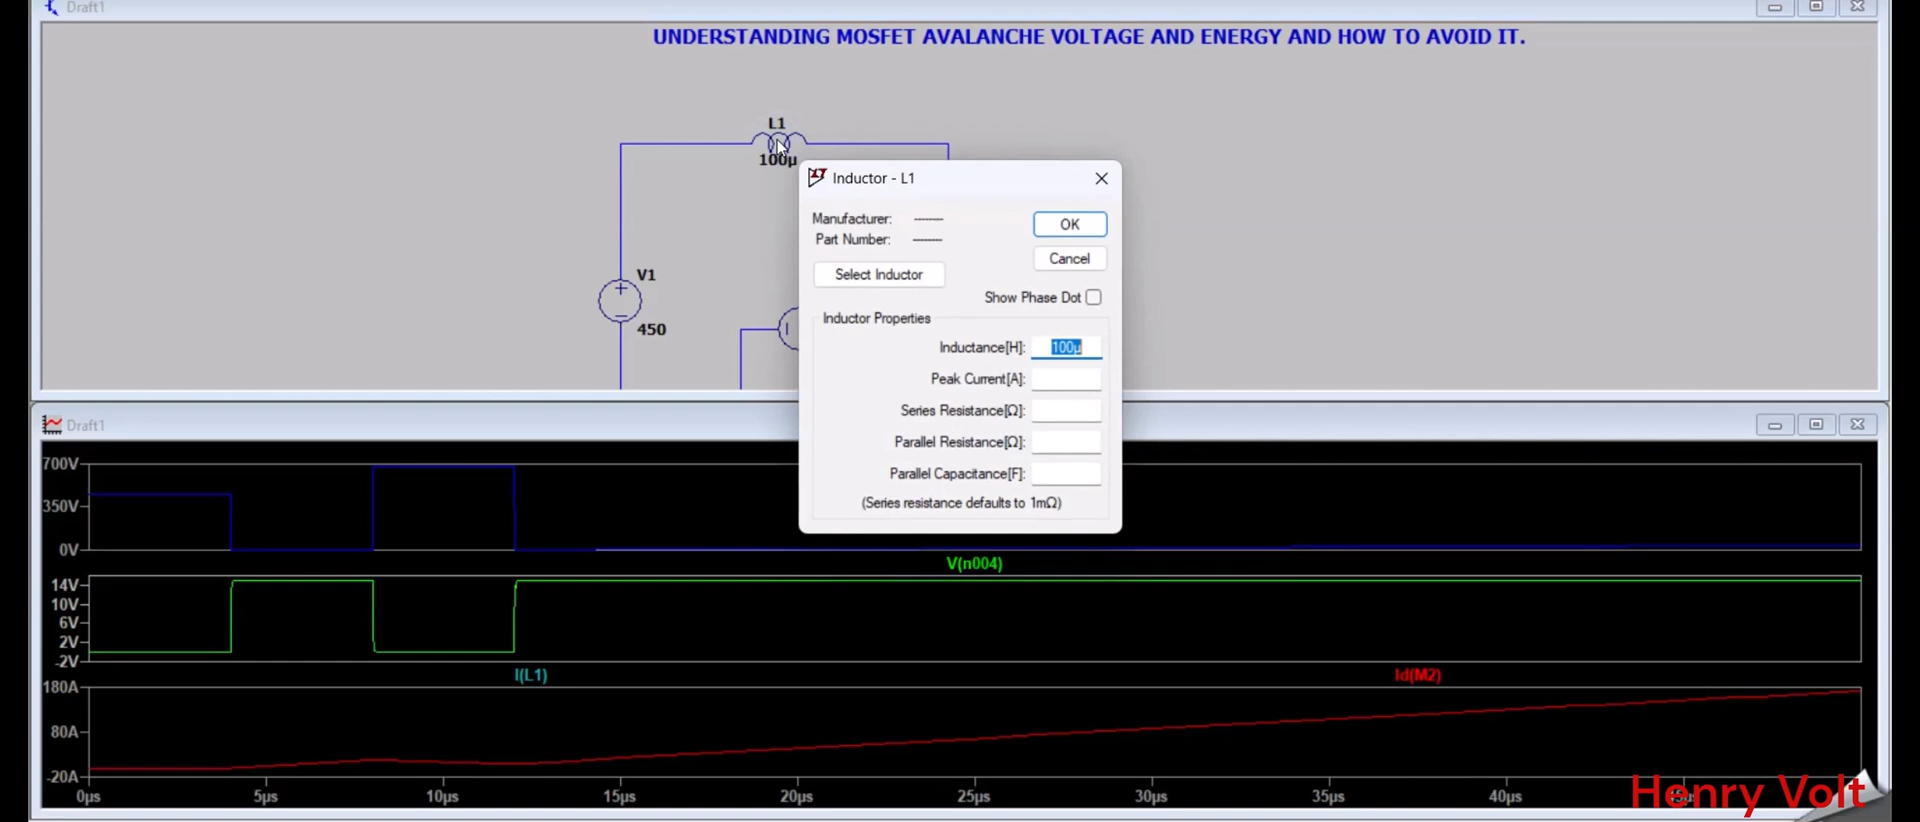 Draft1
UNDERSTANDING MOSFET AVALANCHE VOLTAGE AND ENERGY AND HOW TO AVOID IT.
L1
100µ
V1
450
Inductor - L1
Manufacturer: --------
Part Number: --------
OK
Cancel
Select Inductor
Show Phase Dot
Inductor Properties
Inductance[H]: 100µ
Peak Current[A]:
Series Resistance[Ω]:
Parallel Resistance[Ω]:
Parallel Capacitance[F]:
(Series resistance defaults to 1mΩ)
Draft1
700V
350V
0V
V(n004)
14V
10V
6V
2V
-2V
I(L1) Id(M2)
180A
80A
-20A
0µs 5µs 10µs 15µs 20µs 25µs 30µs 35µs 40µs
Henry Volt